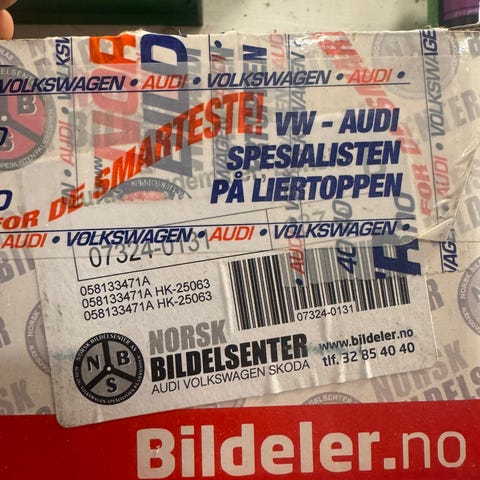 VOLKSWAGEN • AUDI • VOLKSWAGEN • AUDI •
FOR DE SMARTESTE!
VW - AUDI
SPESIALISTEN
PÅ LIERTOPPEN
AUDI • VOLKSWAGEN • AUDI • VOLKSWAGEN •
07324-0131
058133471A
058133471A HK-25063
058133471A HK-25063
07324-0131
NBS
NORSK
BILDELSENTER
AUDI VOLKSWAGEN SKODA
www.bildeler.no
tlf. 32 85 40 40
Bildeler.no